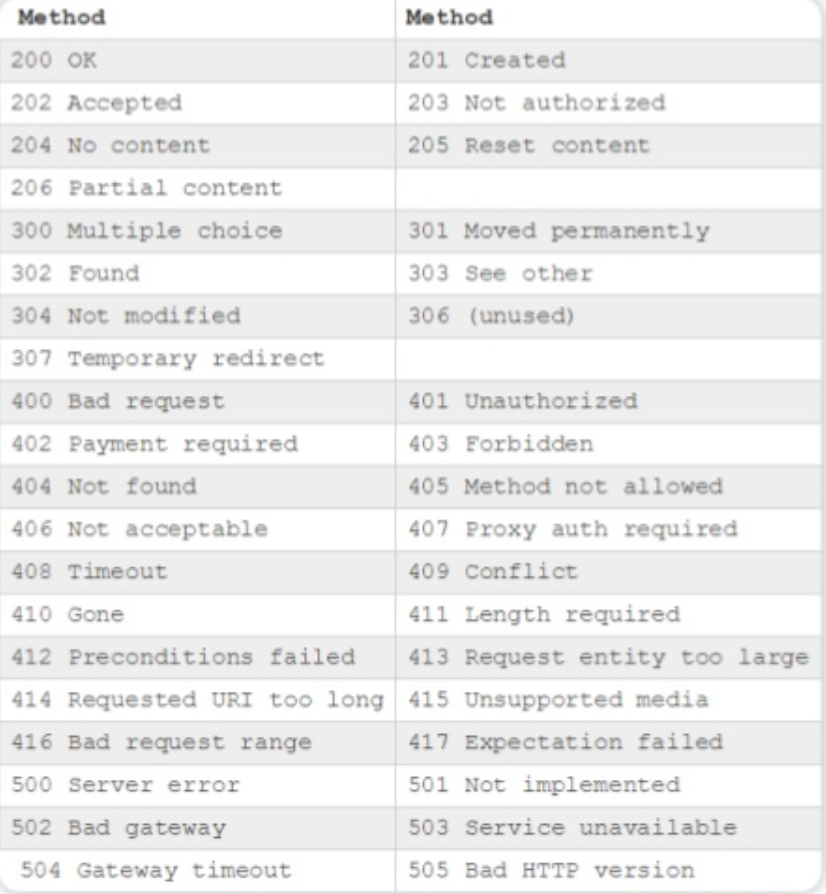 Method Method
200 OK 201 Created
202 Accepted 203 Not authorized
204 No content 205 Reset content
206 Partial content
300 Multiple choice 301 Moved permanently
302 Found 303 See other
304 Not modified 306 (unused)
307 Temporary redirect
400 Bad request 401 Unauthorized
402 Payment required 403 Forbidden
404 Not found 405 Method not allowed
406 Not acceptable 407 Proxy auth required
408 Timeout 409 Conflict
410 Gone 411 Length required
412 Preconditions failed 413 Request entity too large
414 Requested URI too long 415 Unsupported media
416 Bad request range 417 Expectation failed
500 Server error 501 Not implemented
502 Bad gateway 503 Service unavailable
504 Gateway timeout 505 Bad HTTP version